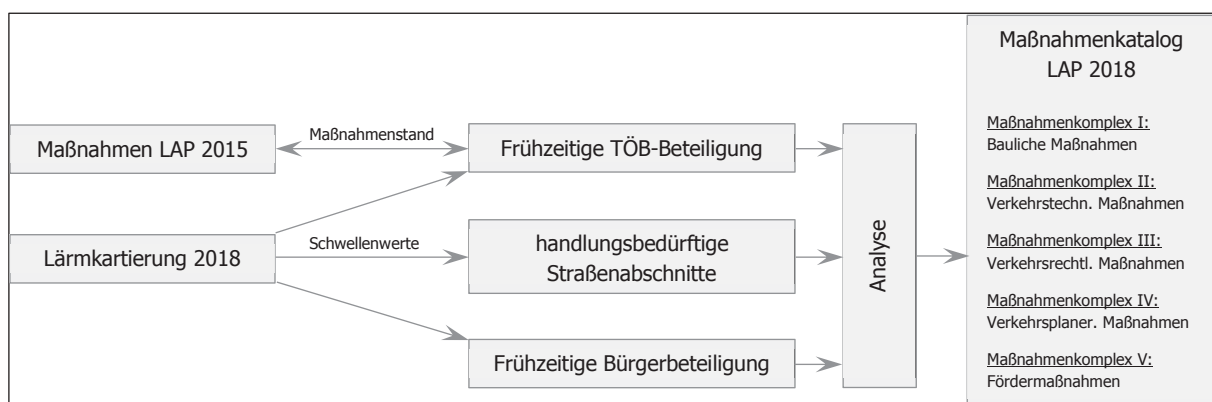 Maßnahmen LAP 2015
Lärmkartierung 2018
Maßnahmenstand
Schwellenwerte
Frühzeitige TÖB-Beteiligung
handlungsbedürftige
Straßenabschnitte
Frühzeitige Bürgerbeteiligung
Analyse
Maßnahmenkatalog
LAP 2018
Maßnahmenkomplex I:
Bauliche Maßnahmen
Maßnahmenkomplex II:
Verkehrstechn. Maßnahmen
Maßnahmenkomplex III:
Verkehrsrechtl. Maßnahmen
Maßnahmenkomplex IV:
Verkehrsplaner. Maßnahmen
Maßnahmenkomplex V:
Fördermaßnahmen